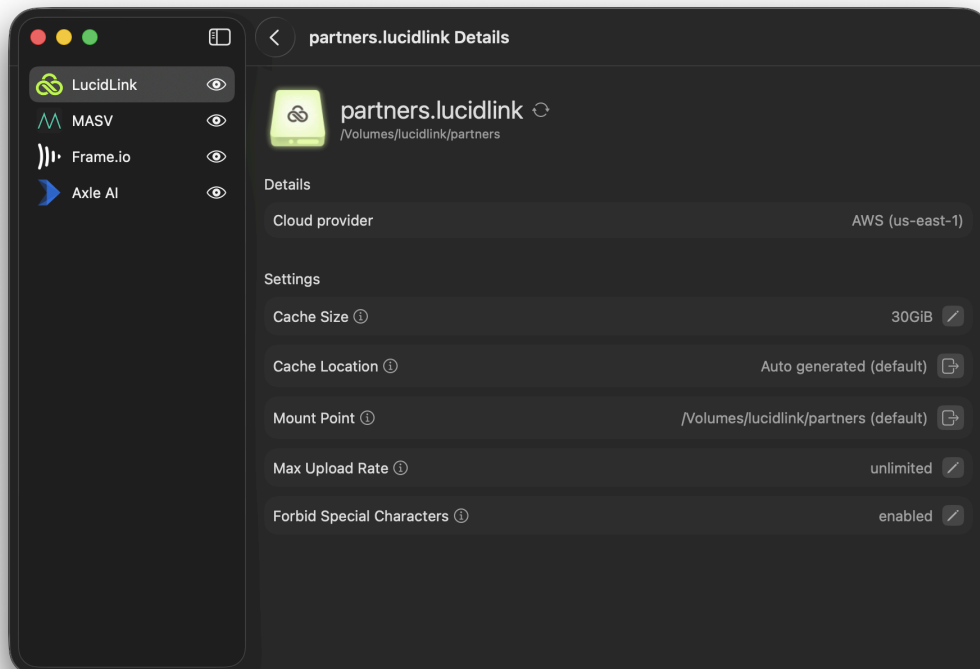 partners.lucidlink Details
LucidLink
MASV
Frame.io
Axle AI
partners.lucidlink
/Volumes/lucidlink/partners
Details
Cloud provider AWS (us-east-1)
Settings
Cache Size 30GiB
Cache Location Auto generated (default)
Mount Point /Volumes/lucidlink/partners (default)
Max Upload Rate unlimited
Forbid Special Characters enabled